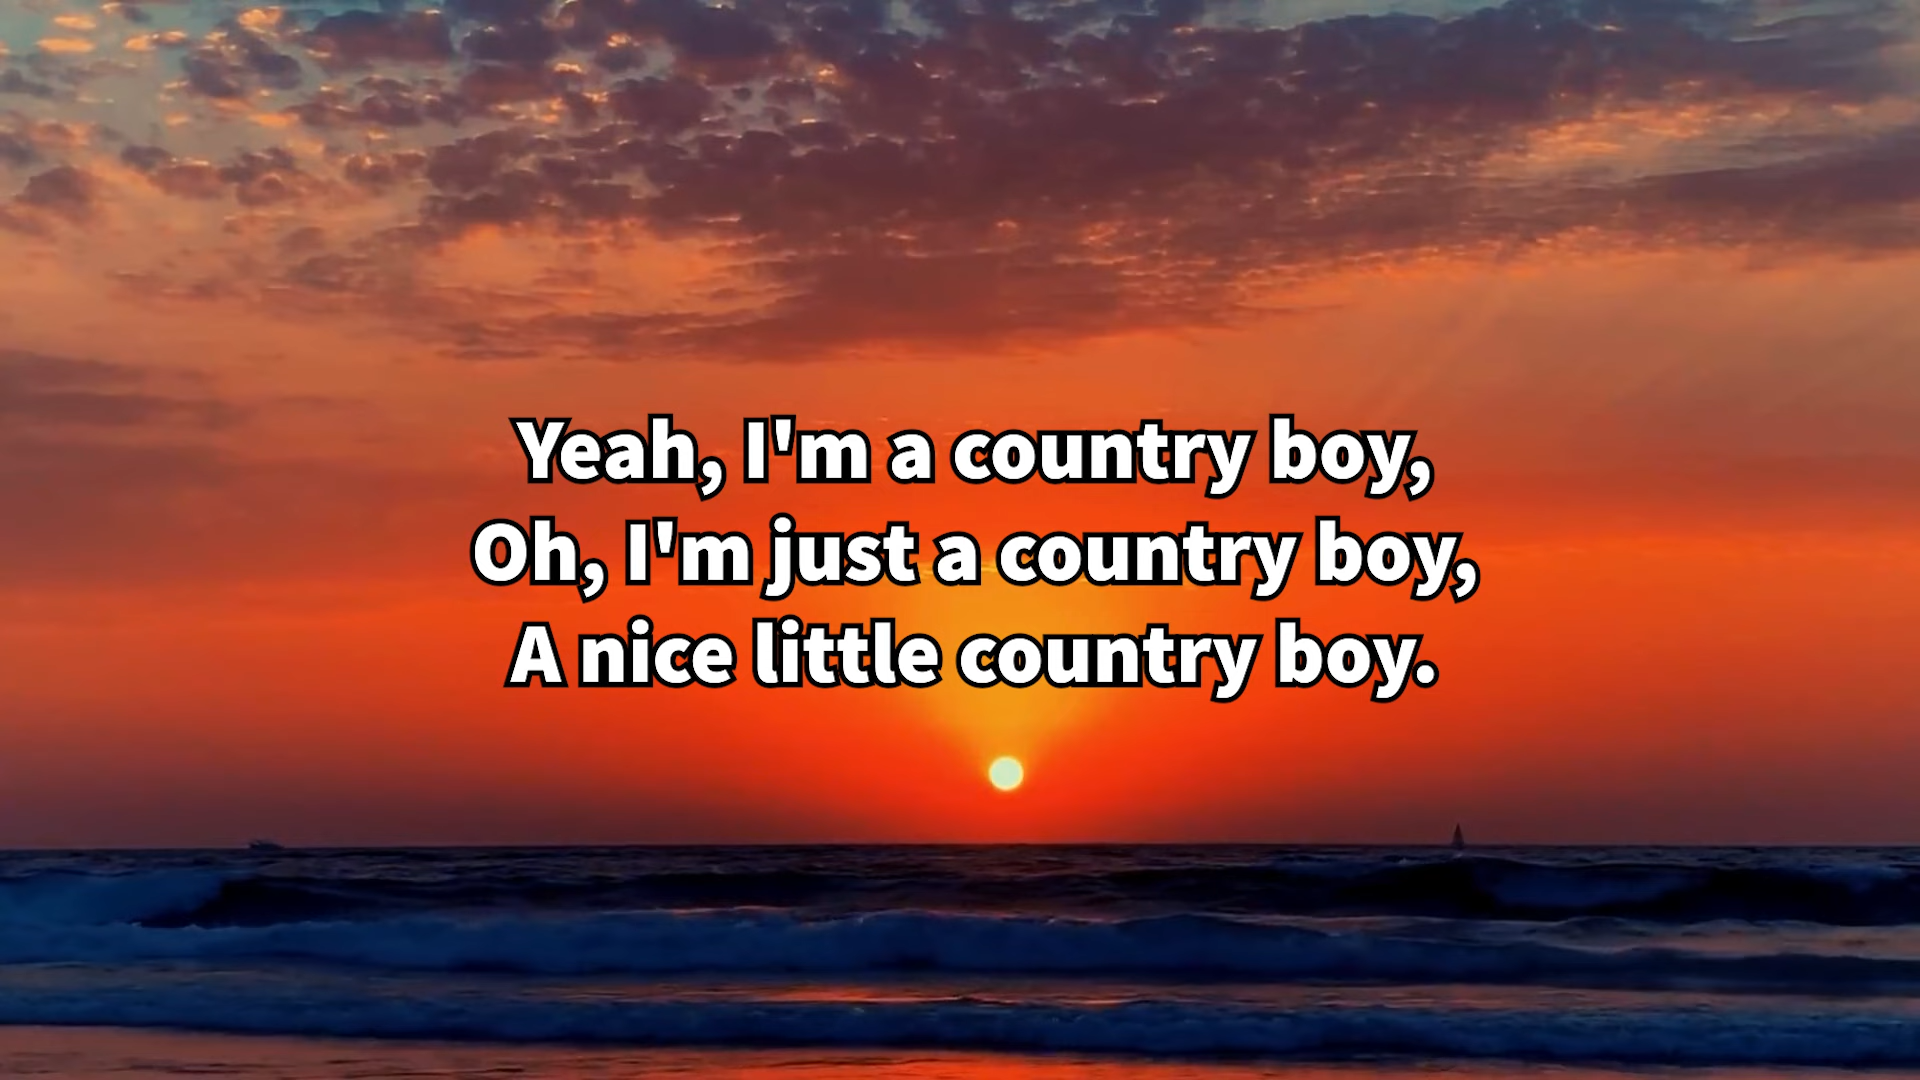 Yeah, I'm a country boy,
Oh, I'm just a country boy,
A nice little country boy.